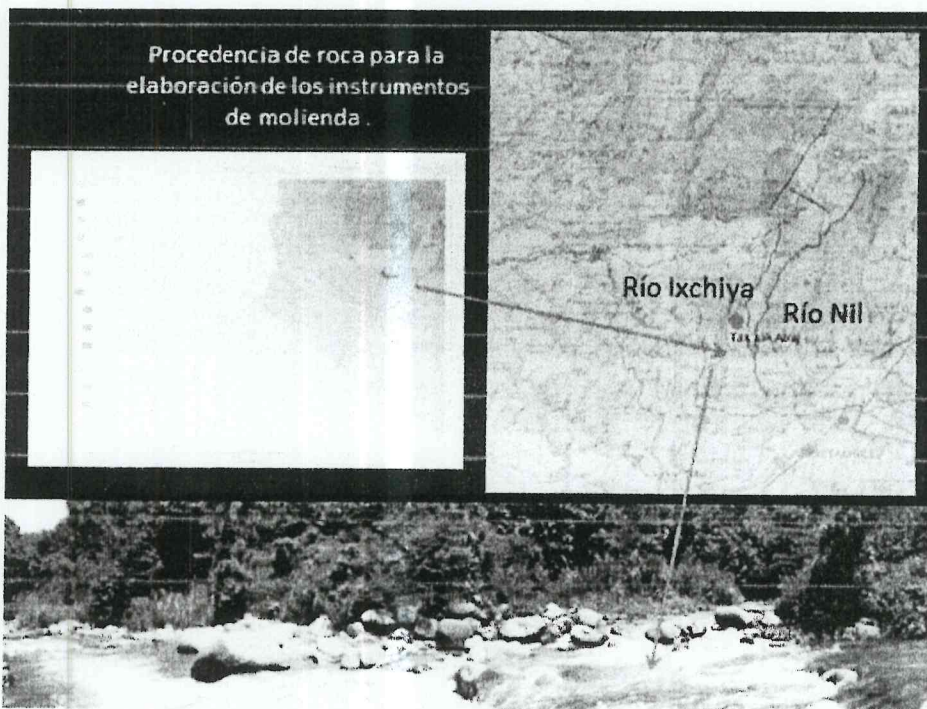 Procedencia de roca para la
elaboración de los instrumentos
de molienda .
Río Ixchiya
Río Nil